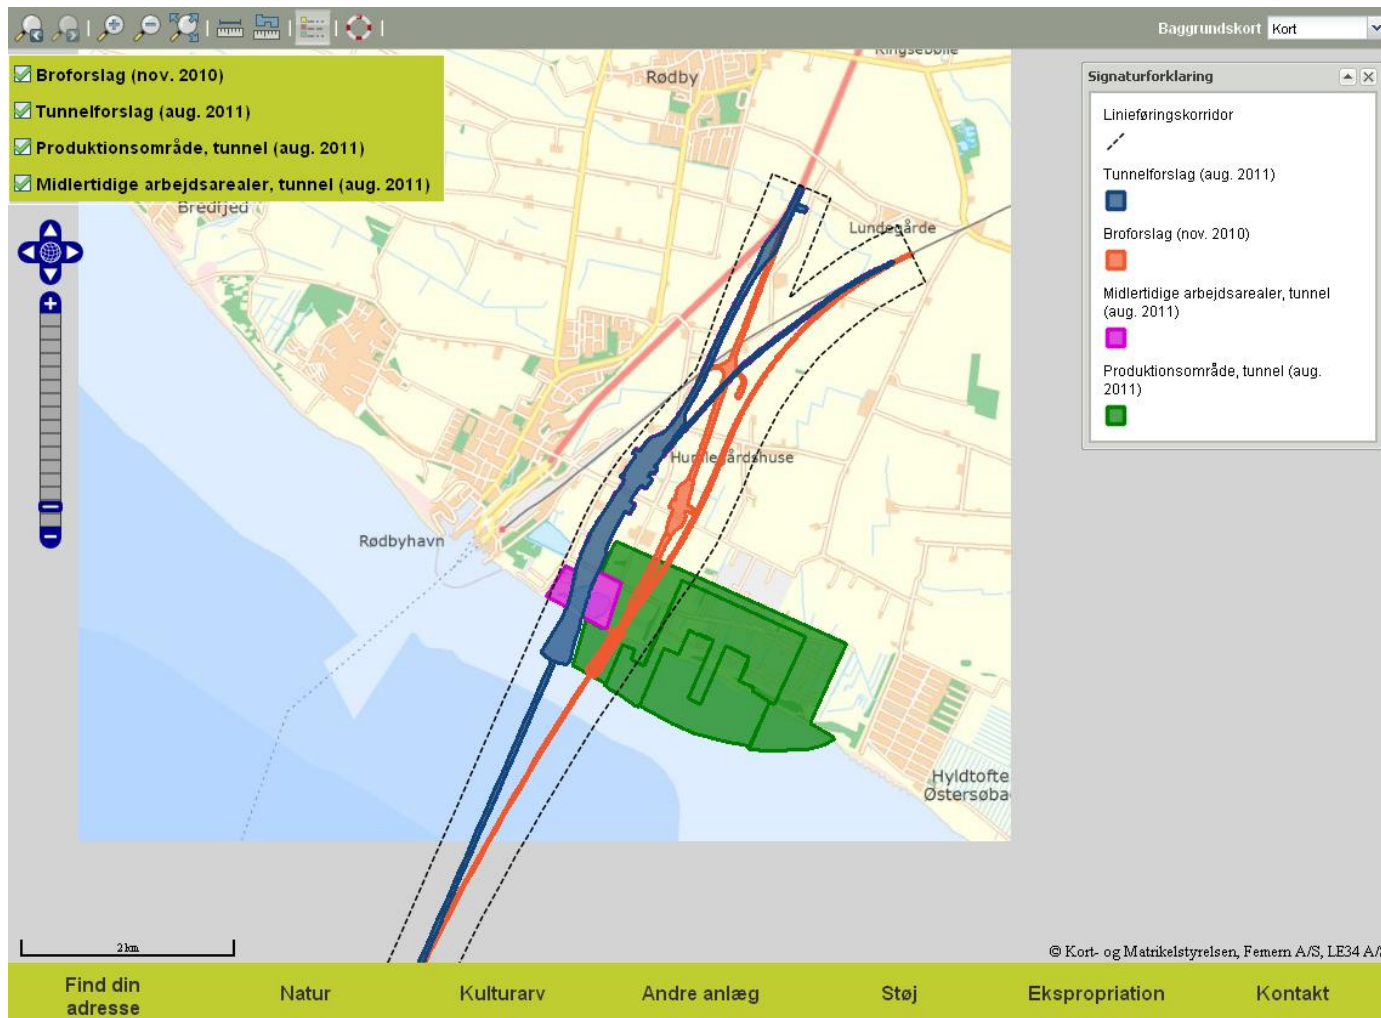 Baggrundskort Kort
Broforslag (nov. 2010)
Tunnelforslag (aug. 2011)
Produktionsområde, tunnel (aug. 2011)
Midlertidige arbejdsarealer, tunnel (aug. 2011)
Signaturforklaring
Linieføringskorridor
Tunnelforslag (aug. 2011)
Broforslag (nov. 2010)
Midlertidige arbejdsarealer, tunnel
(aug. 2011)
Produktionsområde, tunnel (aug.
2011)
Ringsebølle
Rødby
Bredfjed
Lundegårde
Humlegårdshuse
Rødbyhavn
Hyldtofte
Østersøba
2 km
© Kort- og Matrikelstyrelsen, Femern A/S, LE34 A/S
Find din
adresse
Natur
Kulturarv
Andre anlæg
Støj
Ekspropriation
Kontakt